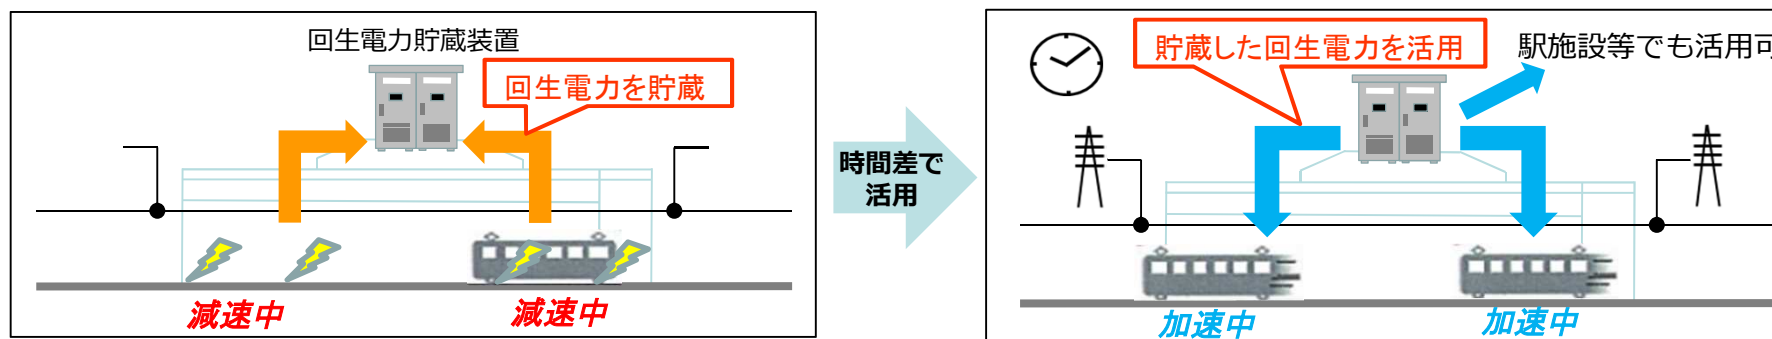 回生電力貯蔵装置
回生電力を貯蔵
減速中
減速中
時間差で
活用
貯蔵した回生電力を活用
駅施設等でも活用可
加速中
加速中